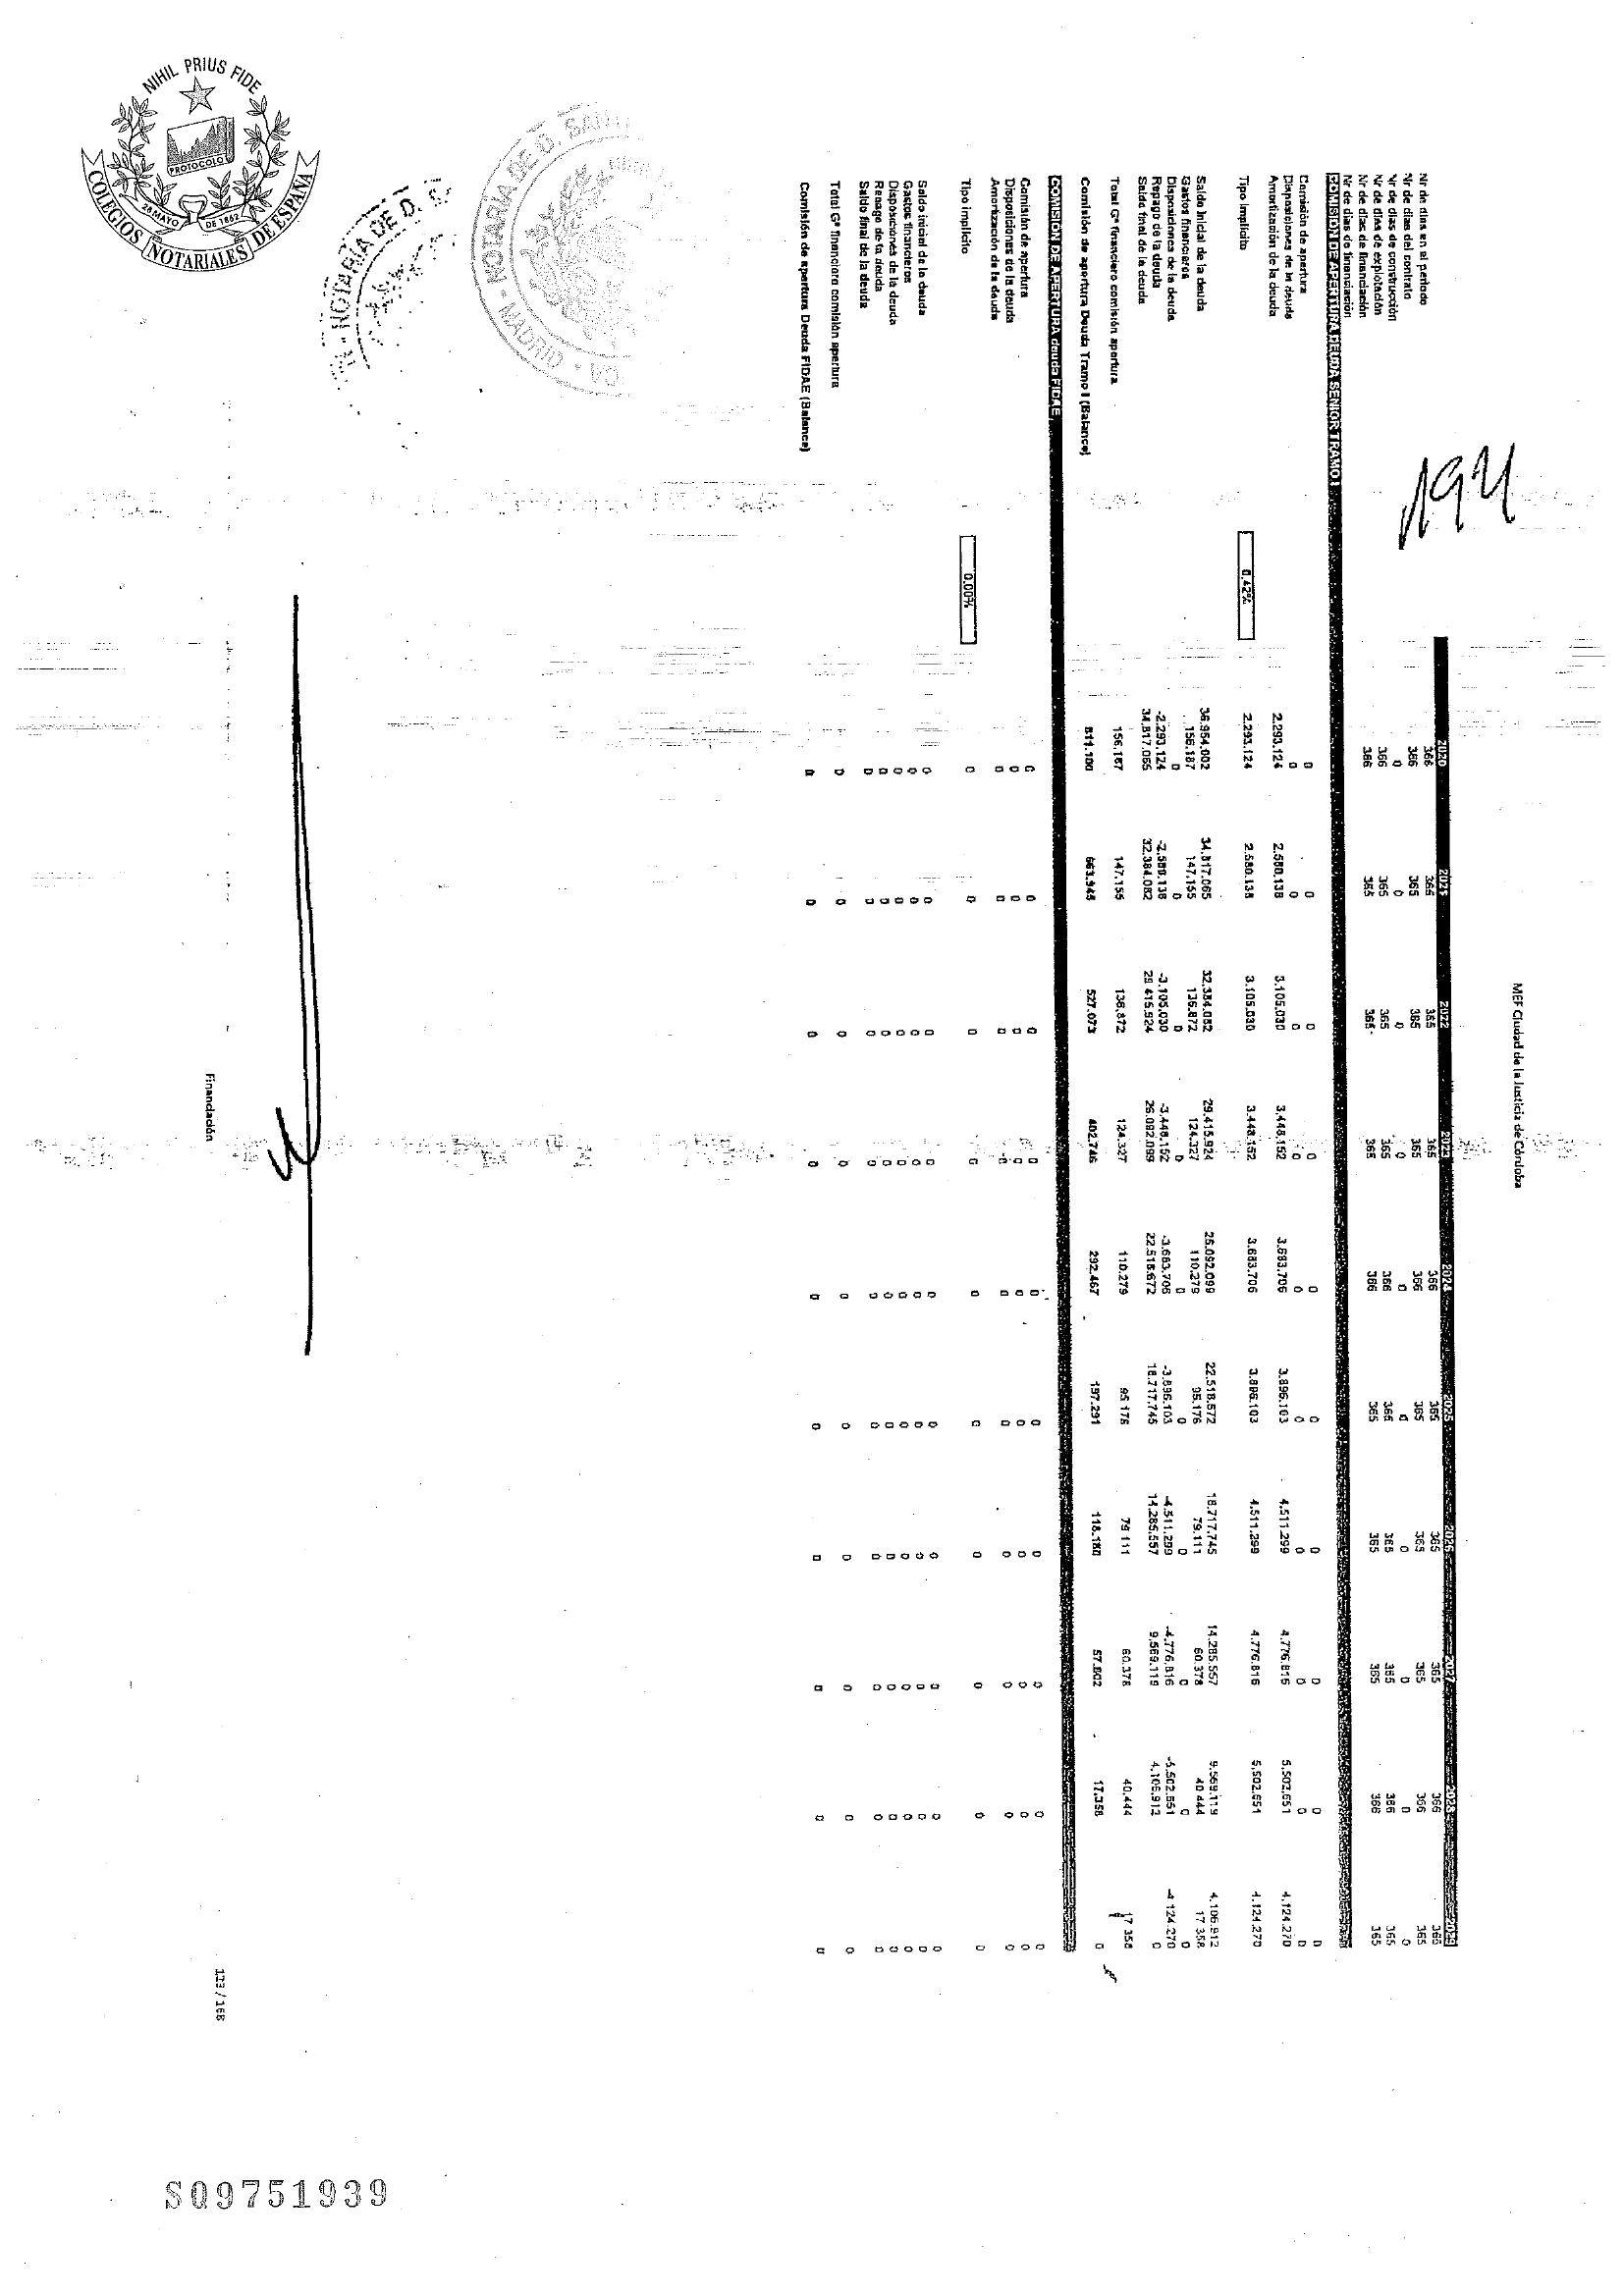 NIHIL PRIUS FIDE
PROTOCOLO
28 MAYO DE 1862
COLEGIOS NOTARIALES DE ESPAÑA
NOTARÍA DE D.
NOTARÍA DE D. SANT
MADRID
194
MEF Ciudad de la Justicia de Córdoba
2020 2021 2022 2023 2024 2025 2026 2027 2028 2029
Nr de días en el periodo 366 365 365 365 366 365 365 365 366 365
Nr de días del contrato 366 365 365 365 366 365 365 365 366 365
Nr de días de construcción 0 0 0 0 0 0 0 0 0 0
Nr de días de explotación 366 365 365 365 366 365 365 365 366 365
Nr de días de financiación 366 365 365 365 366 365 365 365 366 365
Nr de días de financiación
COMISIÓN DE APERTURA DEUDA SENIOR TRAMO I
Comisión de apertura 0 0 0 0 0 0 0 0 0 0
Disposiciones de la deuda 0 0 0 0 0 0 0 0 0 0
Amortización de la deuda 2.293.124 2.580.138 3.105.030 3.448.152 3.683.706 3.896.103 4.511.299 4.776.816 5.502.651 4.124.270
Tipo implícito 0,42% 2.293.124 2.580.138 3.105.030 3.448.152 3.683.706 3.896.103 4.511.299 4.776.816 5.502.651 4.124.270
Saldo inicial de la deuda 36.954.002 34.817.065 32.384.082 29.415.924 26.092.099 22.518.672 18.717.745 14.285.557 9.569.119 4.106.912
Gastos financieros 156.187 147.155 136.872 124.327 110.279 95.176 79.111 60.378 40.444 17.358
Disposiciones de la deuda 0 0 0 0 0 0 0 0 0 0
Repago de la deuda -2.293.124 -2.580.138 -3.105.030 -3.448.152 -3.683.706 -3.896.103 -4.511.299 -4.776.816 -5.502.651 -4.124.270
Saldo final de la deuda 34.817.065 32.384.082 29.415.924 26.092.099 22.518.672 18.717.745 14.285.557 9.569.119 4.106.912 0
Total Gª financiero comisión apertura 156.187 147.155 136.872 124.327 110.279 95.176 79.111 60.378 40.444 17.358
Comisión de apertura Deuda Tramo I (Balance) 811.100 663.945 527.073 402.746 292.467 197.291 118.180 57.802 17.358 0
COMISIÓN DE APERTURA deuda FIDAE
Comisión de apertura 0 0 0 0 0 0 0 0 0 0
Disposiciones de la deuda 0 0 0 0 0 0 0 0 0 0
Amortización de la deuda 0 0 0 0 0 0 0 0 0 0
Tipo implícito 0,00% 0 0 0 0 0 0 0 0 0 0
Saldo inicial de la deuda 0 0 0 0 0 0 0 0 0 0
Gastos financieros 0 0 0 0 0 0 0 0 0 0
Disposiciones de la deuda 0 0 0 0 0 0 0 0 0 0
Repago de la deuda 0 0 0 0 0 0 0 0 0 0
Saldo final de la deuda 0 0 0 0 0 0 0 0 0 0
Total Gª financiero comisión apertura 0 0 0 0 0 0 0 0 0 0
Comisión de apertura Deuda FIDAE (Balance) 0 0 0 0 0 0 0 0 0 0
Financiación
133 / 168
SQ9751939